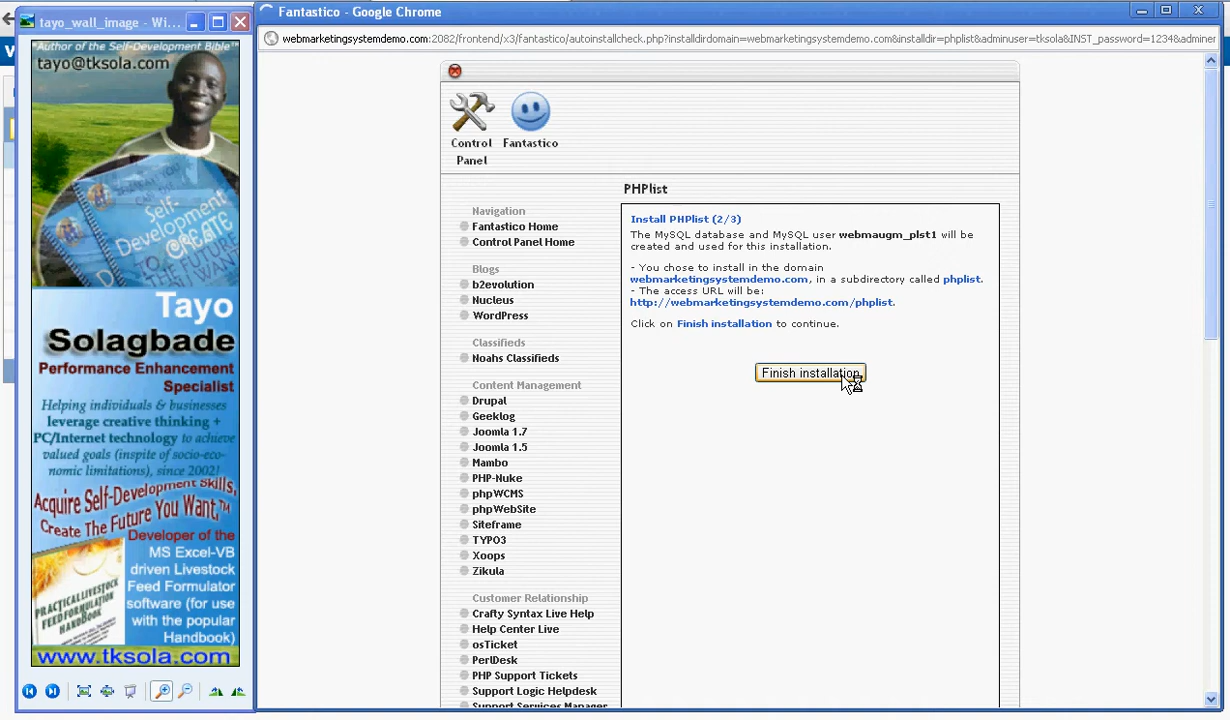 tayo_wall_image - Wi...
"Author of the Self-Development Bible"
tayo@tksola.com
Self-
Development
CREATE
Tayo
Solagbade
Performance Enhancement
Specialist
Helping individuals & businesses
leverage creative thinking +
PC/Internet technology to achieve
valued goals (inspite of socio-eco-
nomic limitations), since 2002!
Acquire Self-Development Skills,
Create The Future You Want,™
Developer of the
MS Excel-VB
driven Livestock
Feed Formulator
software (for use
with the popular
Handbook)
PRACTICAL LIVESTOCK
FEED FORMULATION
HANDBOOK
www.tksola.com
Fantastico - Google Chrome
webmarketingsystemdemo.com:2082/frontend/x3/fantastico/autoinstallcheck.php?installdirdomain=webmarketingsystemdemo.com&installdir=phplist&adminuser=tksola&INST_password=1234&adminer
Control
Panel
Fantastico
Navigation
Fantastico Home
Control Panel Home
Blogs
b2evolution
Nucleus
WordPress
Classifieds
Noahs Classifieds
Content Management
Drupal
Geeklog
Joomla 1.7
Joomla 1.5
Mambo
PHP-Nuke
phpWCMS
phpWebSite
Siteframe
TYPO3
Xoops
Zikula
Customer Relationship
Crafty Syntax Live Help
Help Center Live
osTicket
PerlDesk
PHP Support Tickets
Support Logic Helpdesk
Support Services Manager
PHPlist
Install PHPlist (2/3)
The MySQL database and MySQL user webmaugm_plst1 will be
created and used for this installation.
- You chose to install in the domain
webmarketingsystemdemo.com, in a subdirectory called phplist.
- The access URL will be:
http://webmarketingsystemdemo.com/phplist.
Click on Finish installation to continue.
Finish installation